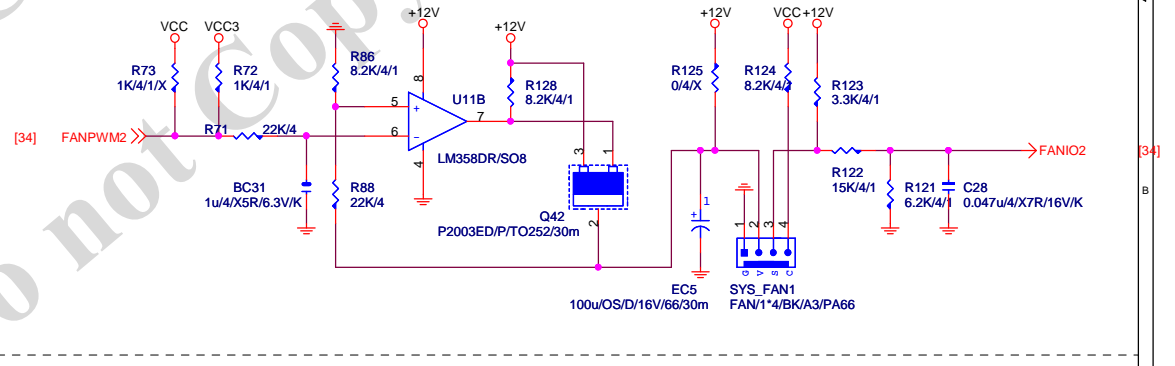 VCC
VCC3
+12V
+12V
+12V
VCC
+12V
R73
1K/4/1/X
R72
1K/4/1
R86
8.2K/4/1
8
U11B
R128
8.2K/4/1
R125
0/4/X
R124
8.2K/4/1
R123
3.3K/4/1
5
+
7
[34]
FANPWM2
R71
22K/4
6
-
LM358DR/SO8
4
3
1
FANIO2
[34]
BC31
1u/4/X5R/6.3V/K
R88
22K/4
Q42
P2003ED/P/TO252/30m
2
1
+
1
2
3
4
R122
15K/4/1
R121
6.2K/4/1
C28
0.047u/4/X7R/16V/K
B
G
V
S
C
EC5
100u/OS/D/16V/66/30m
SYS_FAN1
FAN/1*4/BK/A3/PA66
o not Copy